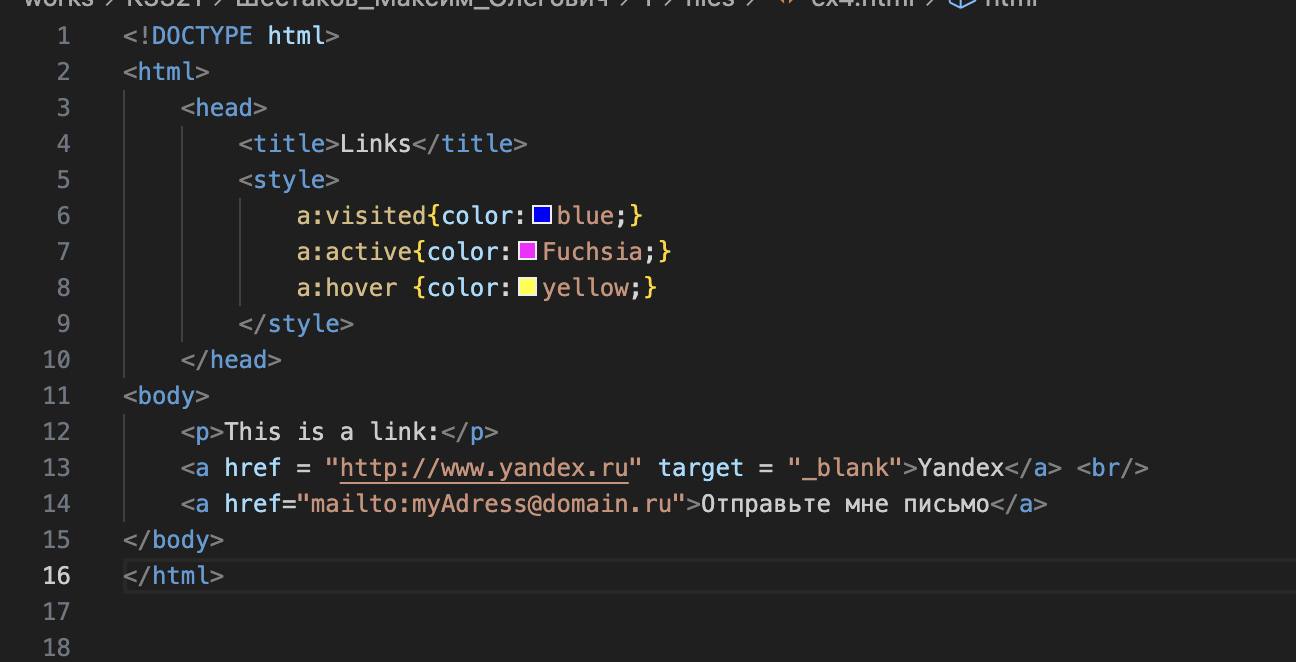 works > KS321 > Шестаков_Максим_Олегович > 1 > files > ex4.html > html
1 <!DOCTYPE html>
2 <html>
3 <head>
4 <title>Links</title>
5 <style>
6 a:visited{color:blue;}
7 a:active{color:Fuchsia;}
8 a:hover {color:yellow;}
9 </style>
10 </head>
11 <body>
12 <p>This is a link:</p>
13 <a href = "http://www.yandex.ru" target = "_blank">Yandex</a> <br/>
14 <a href="mailto:myAdress@domain.ru">Отправьте мне письмо</a>
15 </body>
16 </html>
17
18